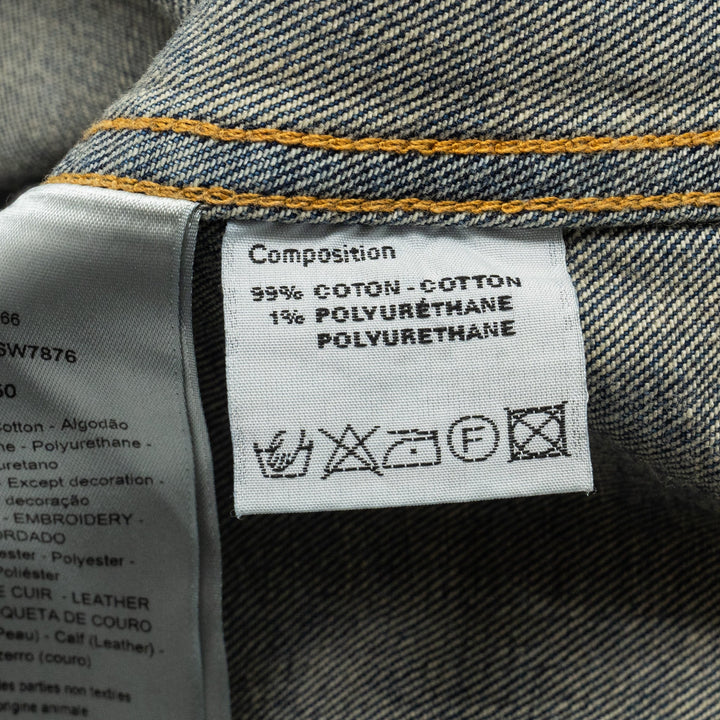 66
SW7876
50
Cotton - Algodão
ne - Polyurethane -
uretano
- Except decoration -
decoração
- EMBROIDERY -
ORDADO
ester - Polyester -
Poliéster
E CUIR - LEATHER
QUETA DE COURO
Peau) - Calf (Leather) -
zerro (couro)
es parties non textiles
origine animale
Composition
99% COTON - COTTON
1% POLYURÉTHANE
POLYURETHANE
F